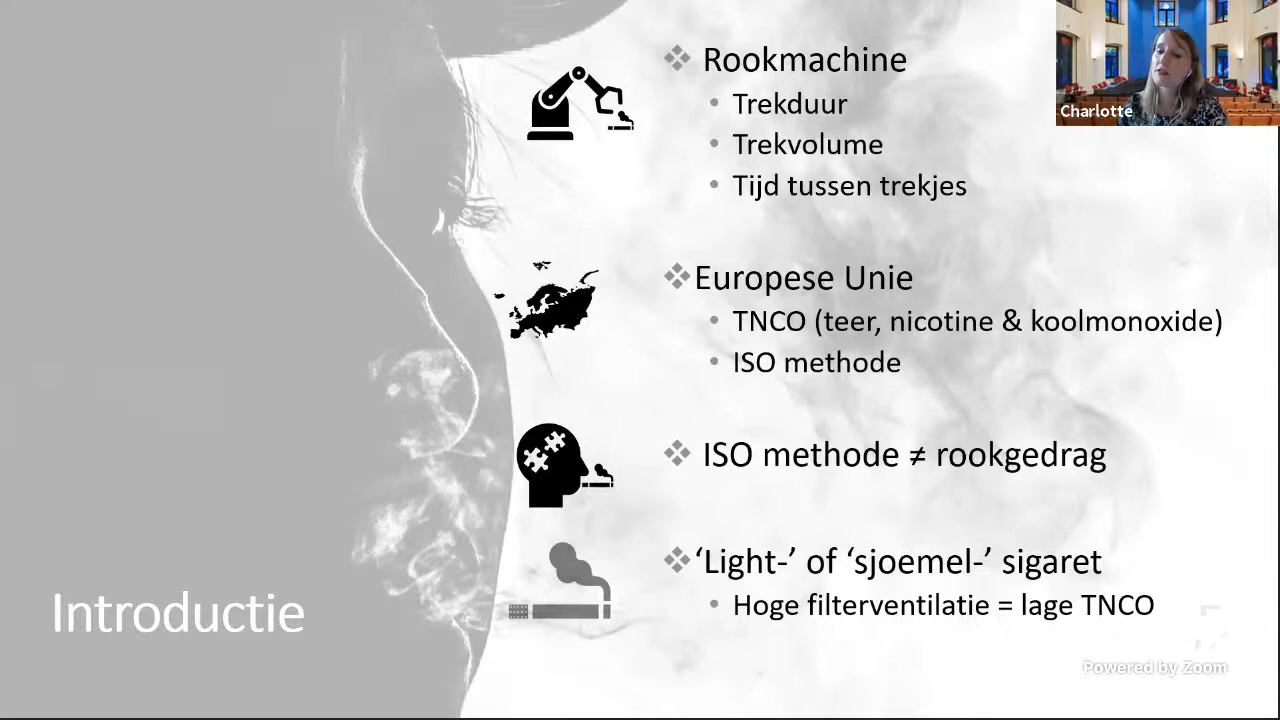 Rookmachine
Trekduur
Charlotte
Trekvolume
Tijd tussen trekjes
Europese Unie
TNCO (teer, nicotine & koolmonoxide)
ISO methode
ISO methode ≠ rookgedrag
‘Light-’ of ‘sjoemel-’ sigaret
Hoge filterventilatie = lage TNCO
Introductie
Powered by Zoom